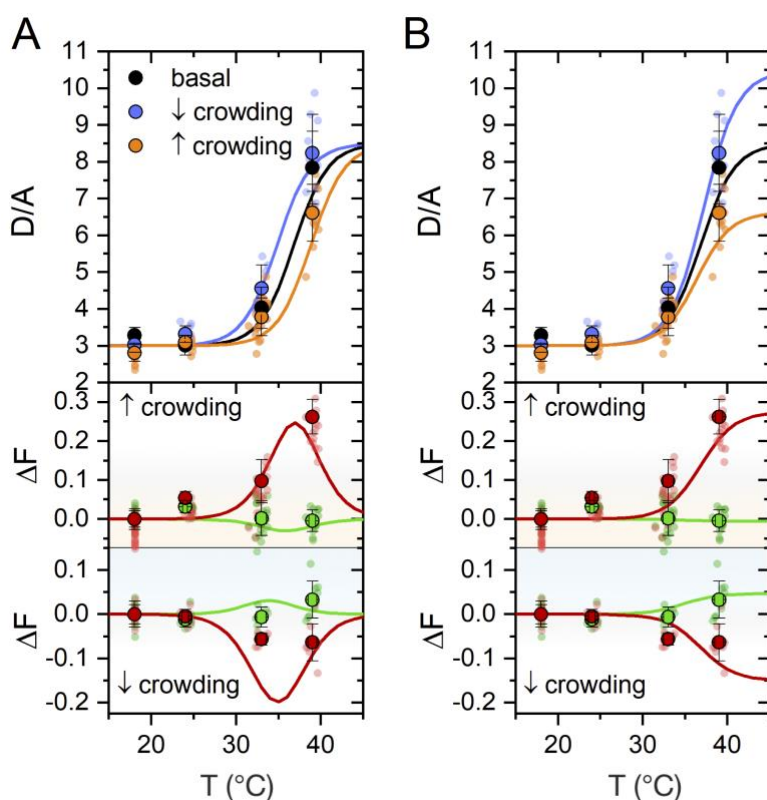 A
11
10
9
8
7
6
5
4
3
2
D/A
basal
↓ crowding
↑ crowding
↑ crowding
0.3
0.2
0.1
0.0
ΔF
0.1
0.0
-0.1
-0.2
ΔF
↓ crowding
20
30
40
T (°C)
B
11
10
9
8
7
6
5
4
3
2
D/A
↑ crowding
0.3
0.2
0.1
0.0
ΔF
0.1
0.0
-0.1
-0.2
ΔF
↓ crowding
20
30
40
T (°C)